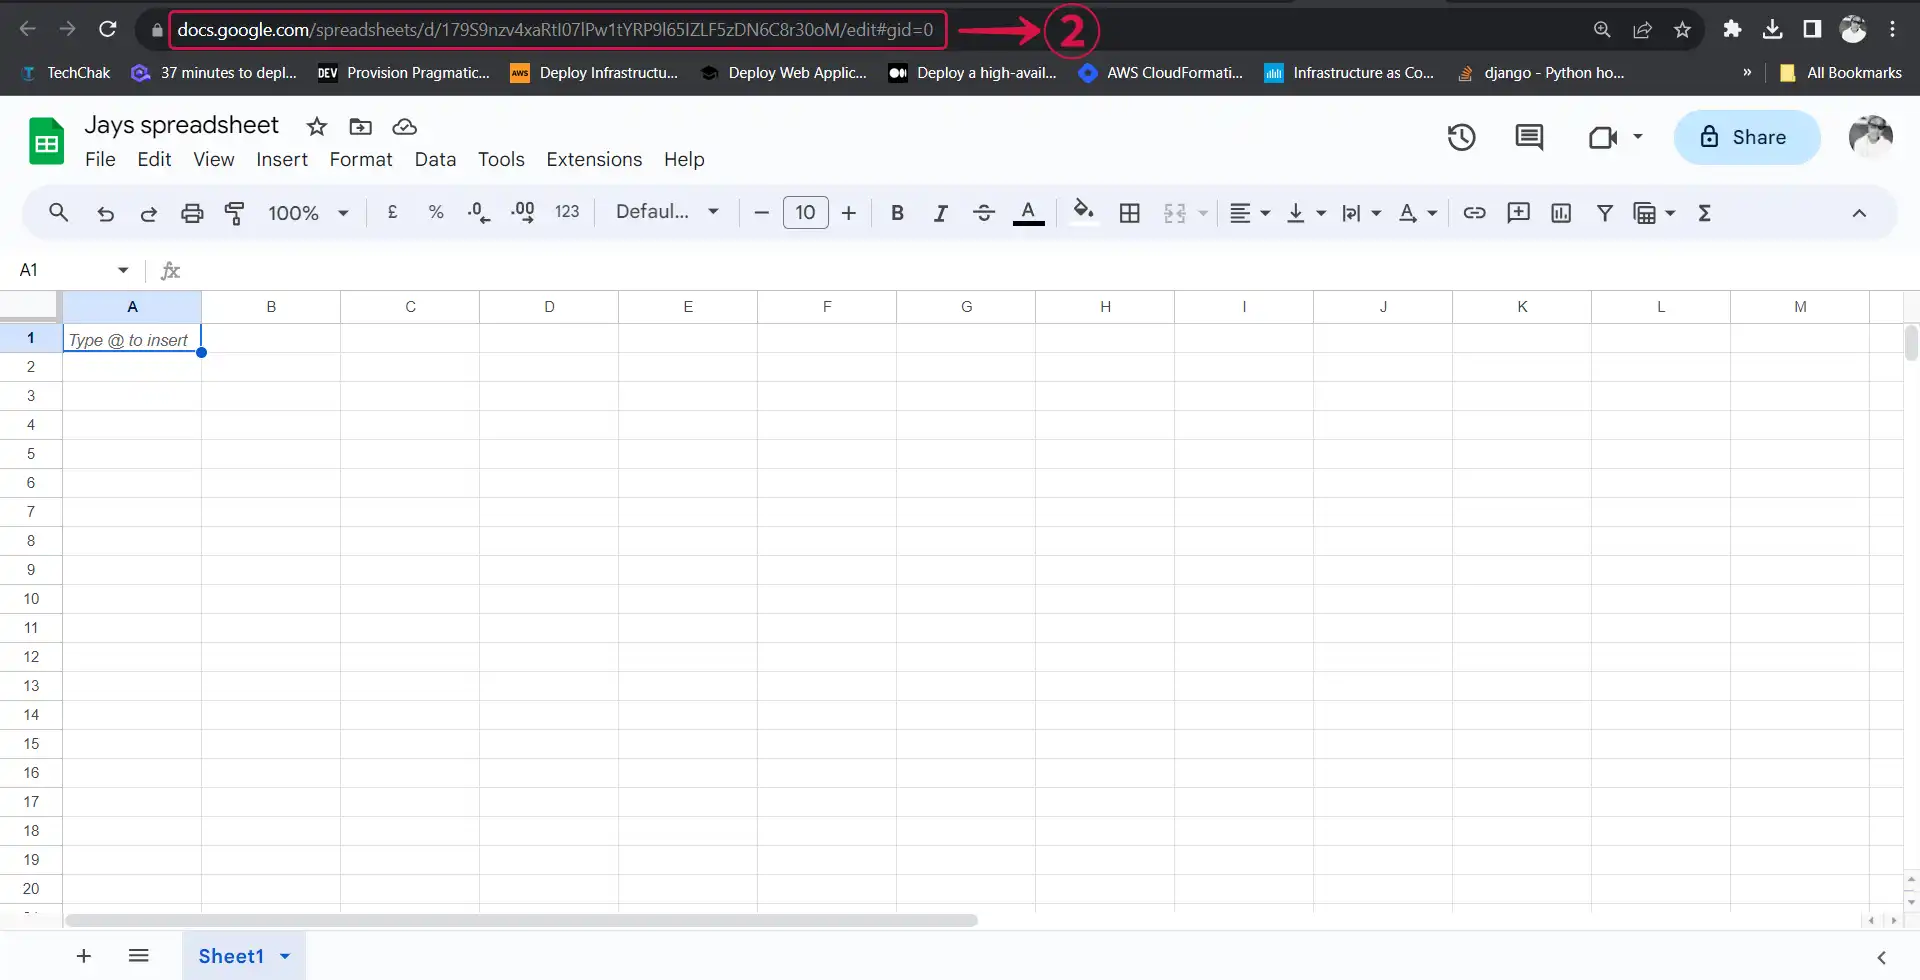 docs.google.com/spreadsheets/d/179S9nzv4xaRtI07lPw1tYRP9l65IZLF5zDN6C8r30oM/edit#gid=0 2
TechChak 37 minutes to depl... DEV Provision Pragmatic... AWS Deploy Infrastructu... Deploy Web Applic... Deploy a high-avail... AWS CloudFormati... Infrastructure as Co... django - Python ho... » All Bookmarks
Jays spreadsheet
File Edit View Insert Format Data Tools Extensions Help
Share
100% £ % .0 .00 123 Defaul... − 10 + B I S A Σ
A1 fx
A B C D E F G H I J K L M
1 Type @ to insert
2
3
4
5
6
7
8
9
10
11
12
13
14
15
16
17
18
19
20
+ Sheet1